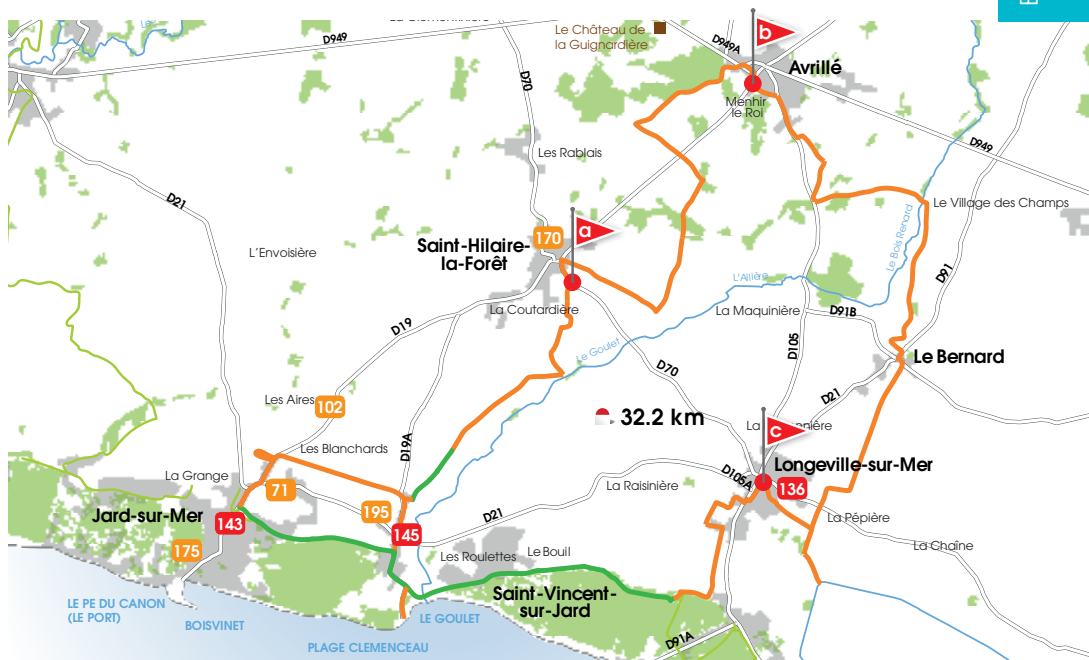 D949
D70
Le Château de
la Guignardière
D949A
b
Avrillé
Menhir
le Roi
D949
Les Rablais
D21
Le Village des Champs
170
a
Saint-Hilaire-
la-Forêt
L'Envoisière
Le Bois Renard
D91
L'Allière
La Coutardière
La Maquinière
D91B
D19
D105
Le Goulet
Le Bernard
D70
D21
Les Aires
102
32.2 km
c
D19A
Les Blanchards
Longeville-sur-Mer
La Grange
D105A
136
71
La Raisinière
195
D21
La Pépière
Jard-sur-Mer
143
145
La Chaîne
175
Les Roulettes
Le Bouil
Saint-Vincent-
sur-Jard
LE PE DU CANON
(LE PORT)
BOISVINET
LE GOULET
D91A
PLAGE CLEMENCEAU